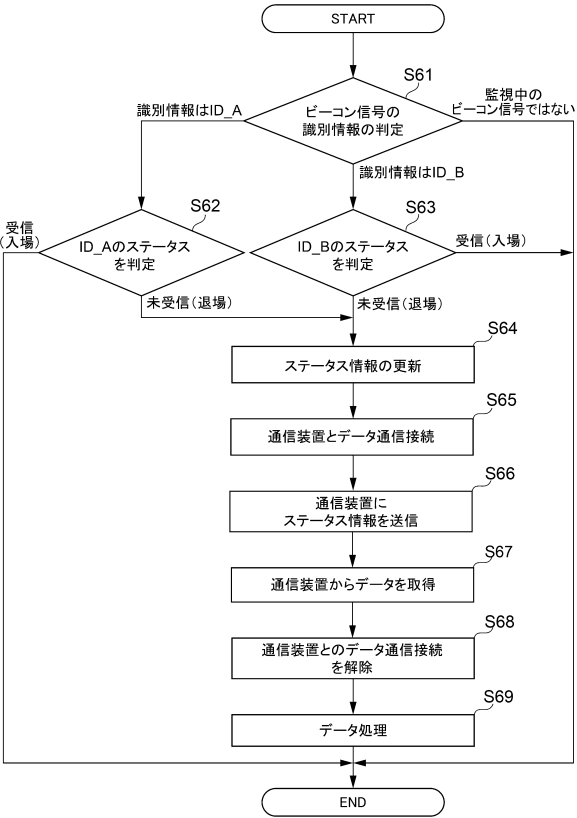 START
S61
監視中の
ビーコン信号ではない
識別情報はID_A
ビーコン信号の
識別情報の判定
識別情報はID_B
S62
S63
受信
(入場)
ID_Aのステータス
を判定
ID_Bのステータス
を判定
受信(入場)
未受信(退場)
未受信(退場)
S64
ステータス情報の更新
S65
通信装置とデータ通信接続
S66
通信装置に
ステータス情報を送信
S67
通信装置からデータを取得
S68
通信装置とのデータ通信接続
を解除
S69
データ処理
END